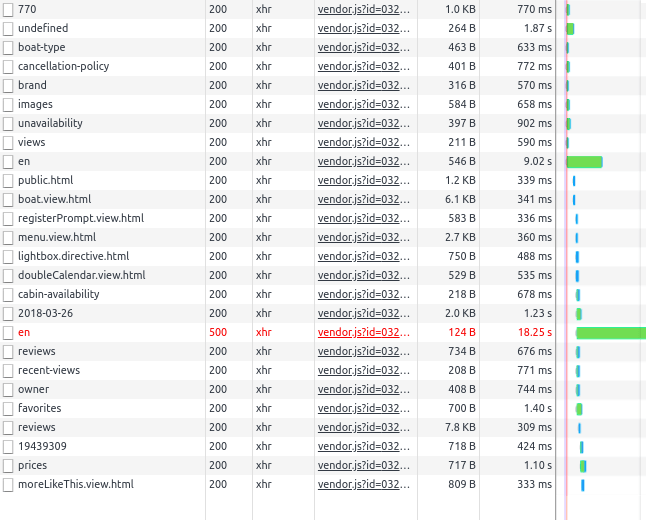 770 200 xhr vendor.js?id=032... 1.0 KB 770 ms
undefined 200 xhr vendor.js?id=032... 264 B 1.87 s
boat-type 200 xhr vendor.js?id=032... 463 B 633 ms
cancellation-policy 200 xhr vendor.js?id=032... 401 B 772 ms
brand 200 xhr vendor.js?id=032... 316 B 570 ms
images 200 xhr vendor.js?id=032... 584 B 658 ms
unavailability 200 xhr vendor.js?id=032... 397 B 902 ms
views 200 xhr vendor.js?id=032... 211 B 590 ms
en 200 xhr vendor.js?id=032... 546 B 9.02 s
public.html 200 xhr vendor.js?id=032... 1.2 KB 339 ms
boat.view.html 200 xhr vendor.js?id=032... 6.1 KB 341 ms
registerPrompt.view.html 200 xhr vendor.js?id=032... 583 B 336 ms
menu.view.html 200 xhr vendor.js?id=032... 2.7 KB 360 ms
lightbox.directive.html 200 xhr vendor.js?id=032... 750 B 488 ms
doubleCalendar.view.html 200 xhr vendor.js?id=032... 529 B 535 ms
cabin-availability 200 xhr vendor.js?id=032... 218 B 678 ms
2018-03-26 200 xhr vendor.js?id=032... 2.0 KB 1.23 s
en 500 xhr vendor.js?id=032... 124 B 18.25 s
reviews 200 xhr vendor.js?id=032... 734 B 676 ms
recent-views 200 xhr vendor.js?id=032... 208 B 771 ms
owner 200 xhr vendor.js?id=032... 408 B 744 ms
favorites 200 xhr vendor.js?id=032... 700 B 1.40 s
reviews 200 xhr vendor.js?id=032... 7.8 KB 309 ms
19439309 200 xhr vendor.js?id=032... 718 B 424 ms
prices 200 xhr vendor.js?id=032... 717 B 1.10 s
moreLikeThis.view.html 200 xhr vendor.js?id=032... 809 B 333 ms